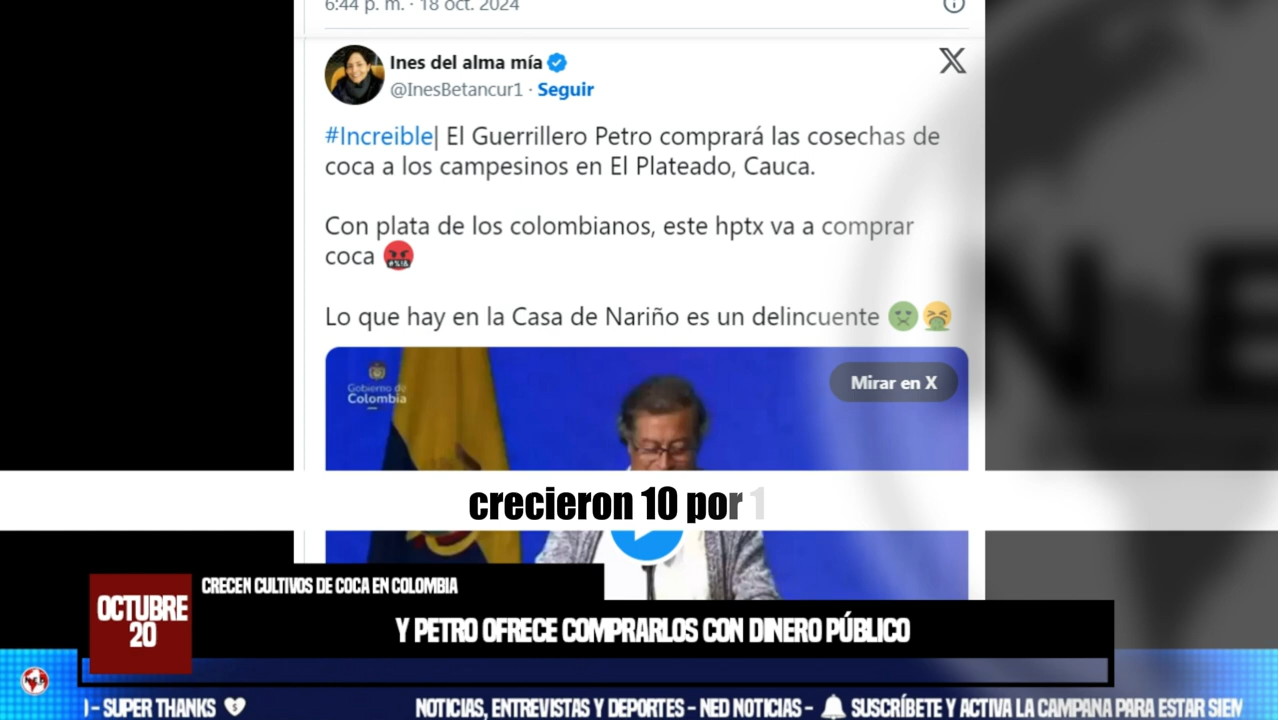 6:44 p. m. · 18 oct. 2024
Ines del alma mía
@InesBetancur1 · Seguir
#Increible| El Guerrillero Petro comprará las cosechas de
coca a los campesinos en El Plateado, Cauca.
Con plata de los colombianos, este hptx va a comprar
coca
Lo que hay en la Casa de Nariño es un delincuente
Gobierno de
Colombia
Mirar en X
NE
crecieron 10 por 1
CRECEN CULTIVOS DE COCA EN COLOMBIA
OCTUBRE
20
Y PETRO OFRECE COMPRARLOS CON DINERO PÚBLICO
) - SUPER THANKS
NOTICIAS, ENTREVISTAS Y DEPORTES - NED NOTICIAS -
SUSCRÍBETE Y ACTIVA LA CAMPANA PARA ESTAR SIEM